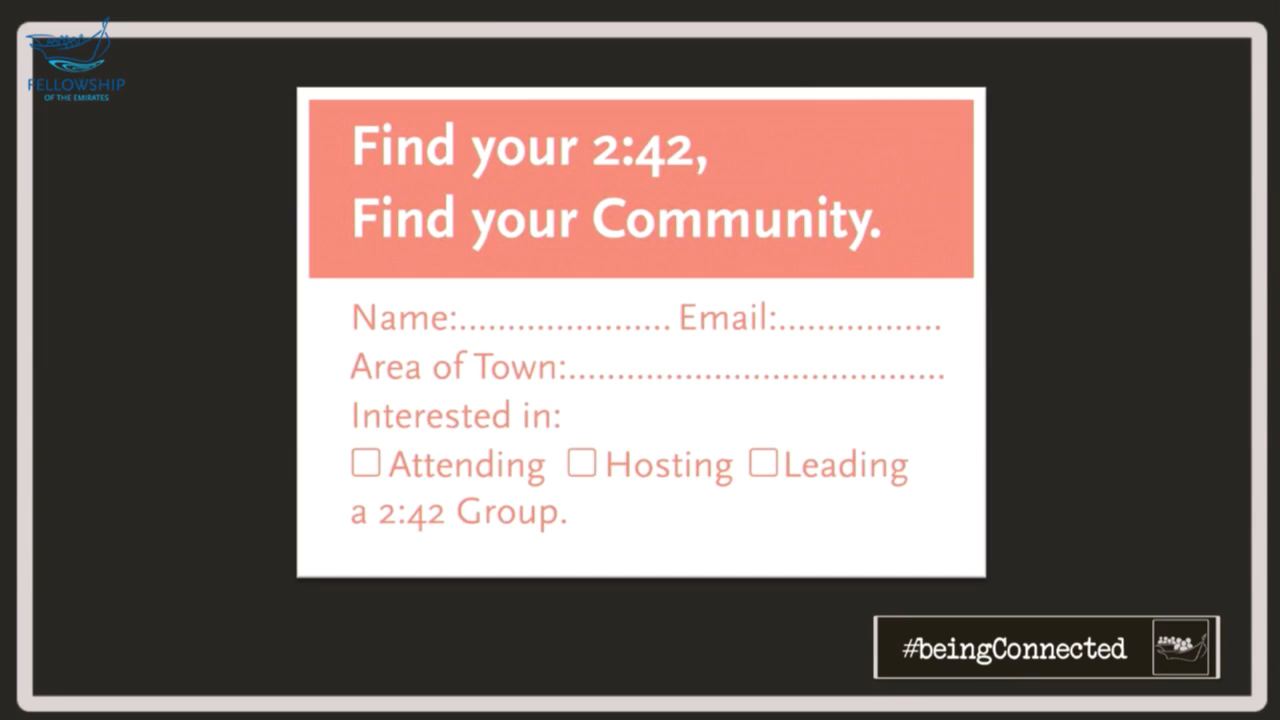 FELLOWSHIP
OF THE EMIRATES
Find your 2:42,
Find your Community.
Name:...................... Email:.................
Area of Town:.......................................
Interested in:
☐ Attending ☐ Hosting ☐ Leading
a 2:42 Group.
#beingConnected